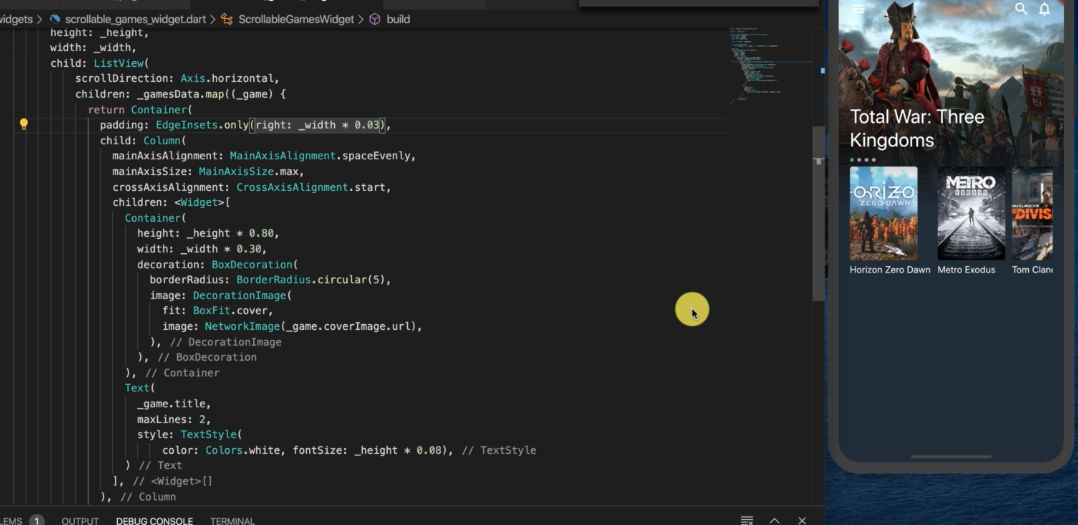 widgets > scrollable_games_widget.dart > ScrollableGamesWidget > build
height: _height,
width: _width,
child: ListView(
scrollDirection: Axis.horizontal,
children: _gamesData.map((_game) {
return Container(
padding: EdgeInsets.only(right: _width * 0.03),
child: Column(
mainAxisAlignment: MainAxisAlignment.spaceEvenly,
mainAxisSize: MainAxisSize.max,
crossAxisAlignment: CrossAxisAlignment.start,
children: <Widget>[
Container(
height: _height * 0.80,
width: _width * 0.30,
decoration: BoxDecoration(
borderRadius: BorderRadius.circular(5),
image: DecorationImage(
fit: BoxFit.cover,
image: NetworkImage(_game.coverImage.url),
), // DecorationImage
), // BoxDecoration
), // Container
Text(
_game.title,
maxLines: 2,
style: TextStyle(
color: Colors.white, fontSize: _height * 0.08), // TextStyle
) // Text
], // <Widget>[]
), // Column
LEMS 1 OUTPUT DEBUG CONSOLE TERMINAL
Total War: Three
Kingdoms
HORIZO
ZERO DAWN
METRO
EXODUS
DIVIS
Horizon Zero Dawn Metro Exodus Tom Clan